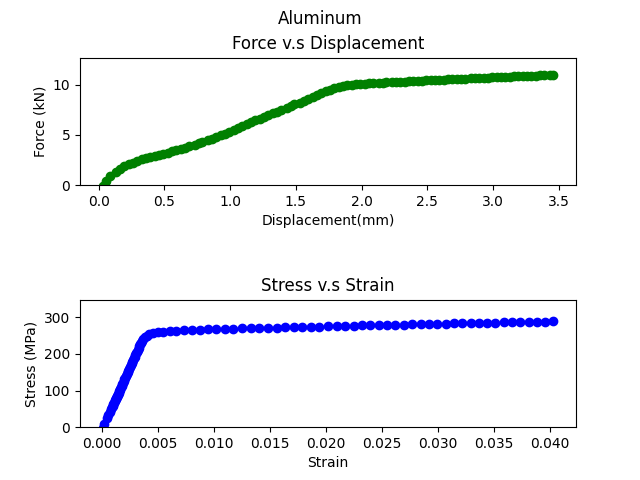 Aluminum
Force v.s Displacement
Force (kN)
10
5
0
0.0 0.5 1.0 1.5 2.0 2.5 3.0 3.5
Displacement(mm)
Stress v.s Strain
Stress (MPa)
300
200
100
0
0.000 0.005 0.010 0.015 0.020 0.025 0.030 0.035 0.040
Strain